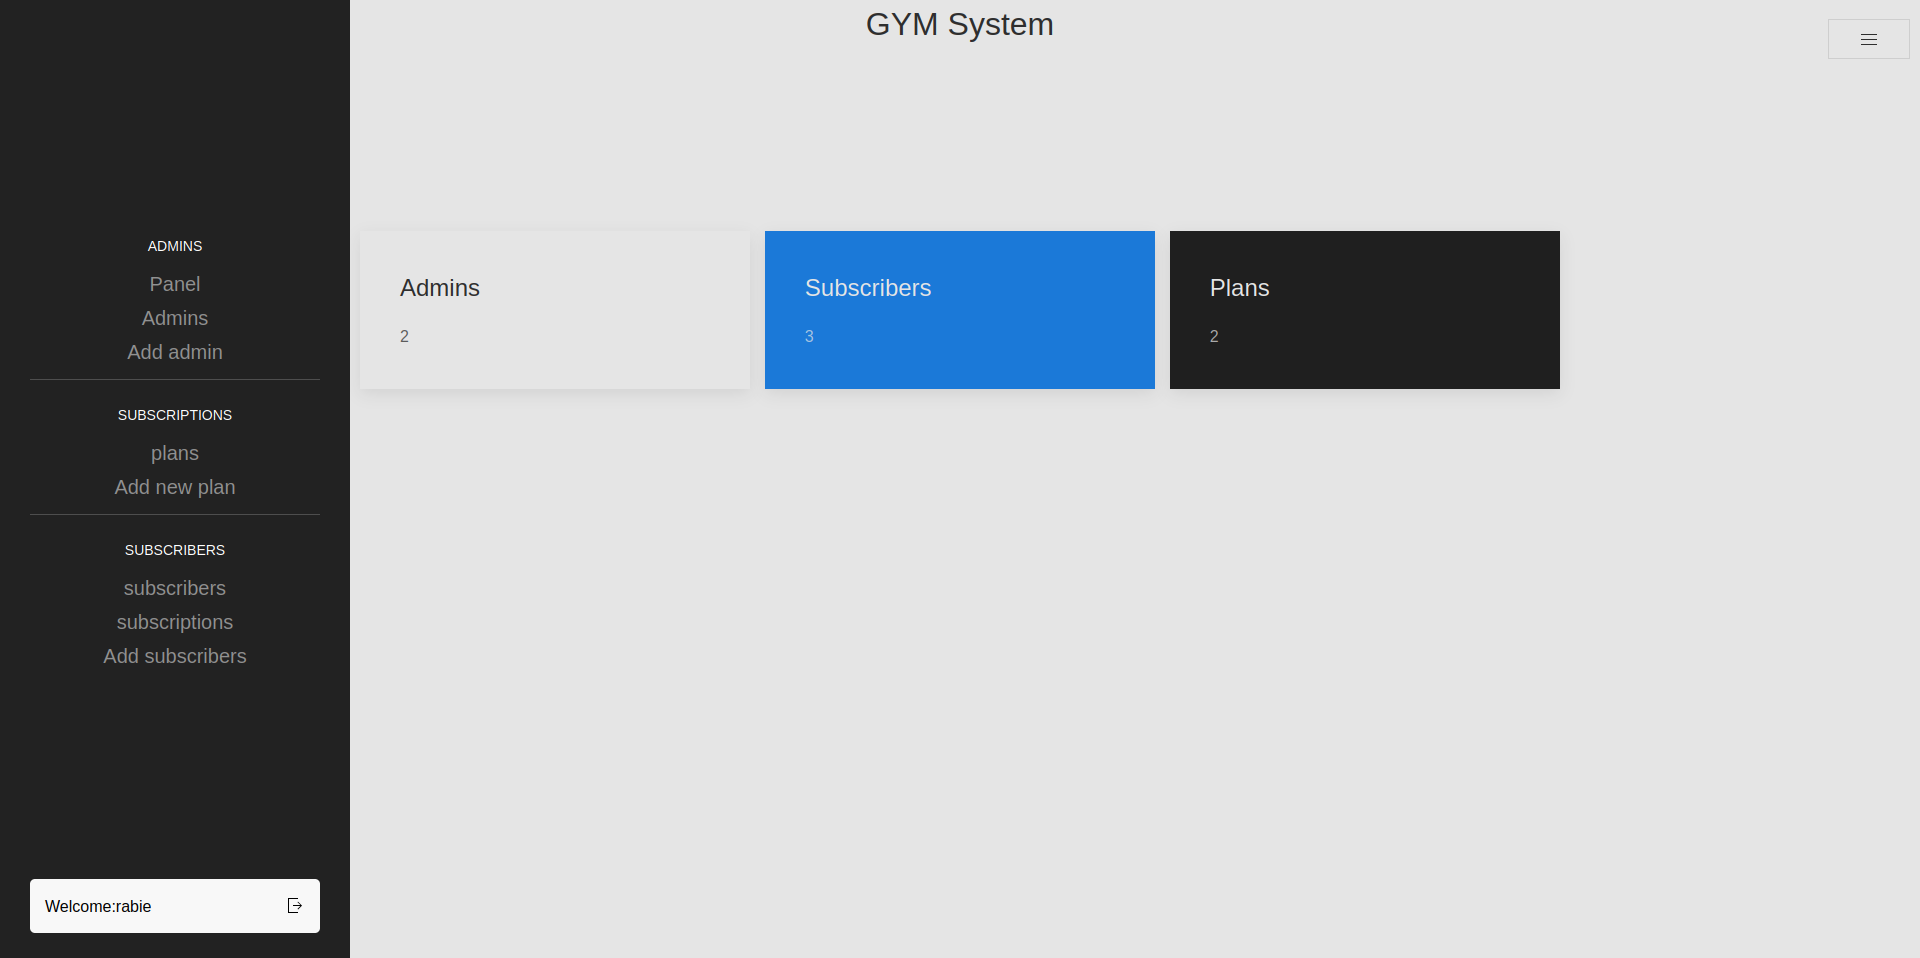 GYM System
ADMINS
Panel
Admins
Add admin
SUBSCRIPTIONS
plans
Add new plan
SUBSCRIBERS
subscribers
subscriptions
Add subscribers
Welcome:rabie
Admins
2
Subscribers
3
Plans
2